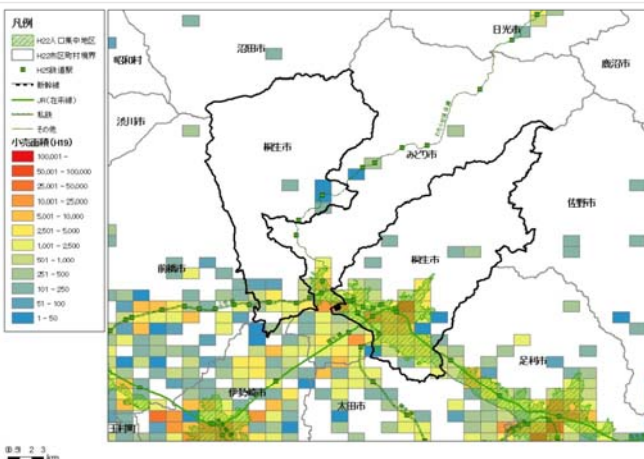 凡例
H22人口集中地区
H22市区町村境界
H25鉄道駅
新幹線
JR(在来線)
私鉄
その他
小売面積(H19)
100,001 ~
50,001 ~ 100,000
25,001 ~ 50,000
10,001 ~ 25,000
5,001 ~ 10,000
2,501 ~ 5,000
1,001 ~ 2,500
501 ~ 1,000
251 ~ 500
101 ~ 250
51 ~ 100
1 ~ 50
日光市
沼田市
昭和村
鹿沼市
渋川市
桐生市
みどり市
佐野市
前橋市
桐生市
足利市
伊勢崎市
太田市
玉村町
2 3
km